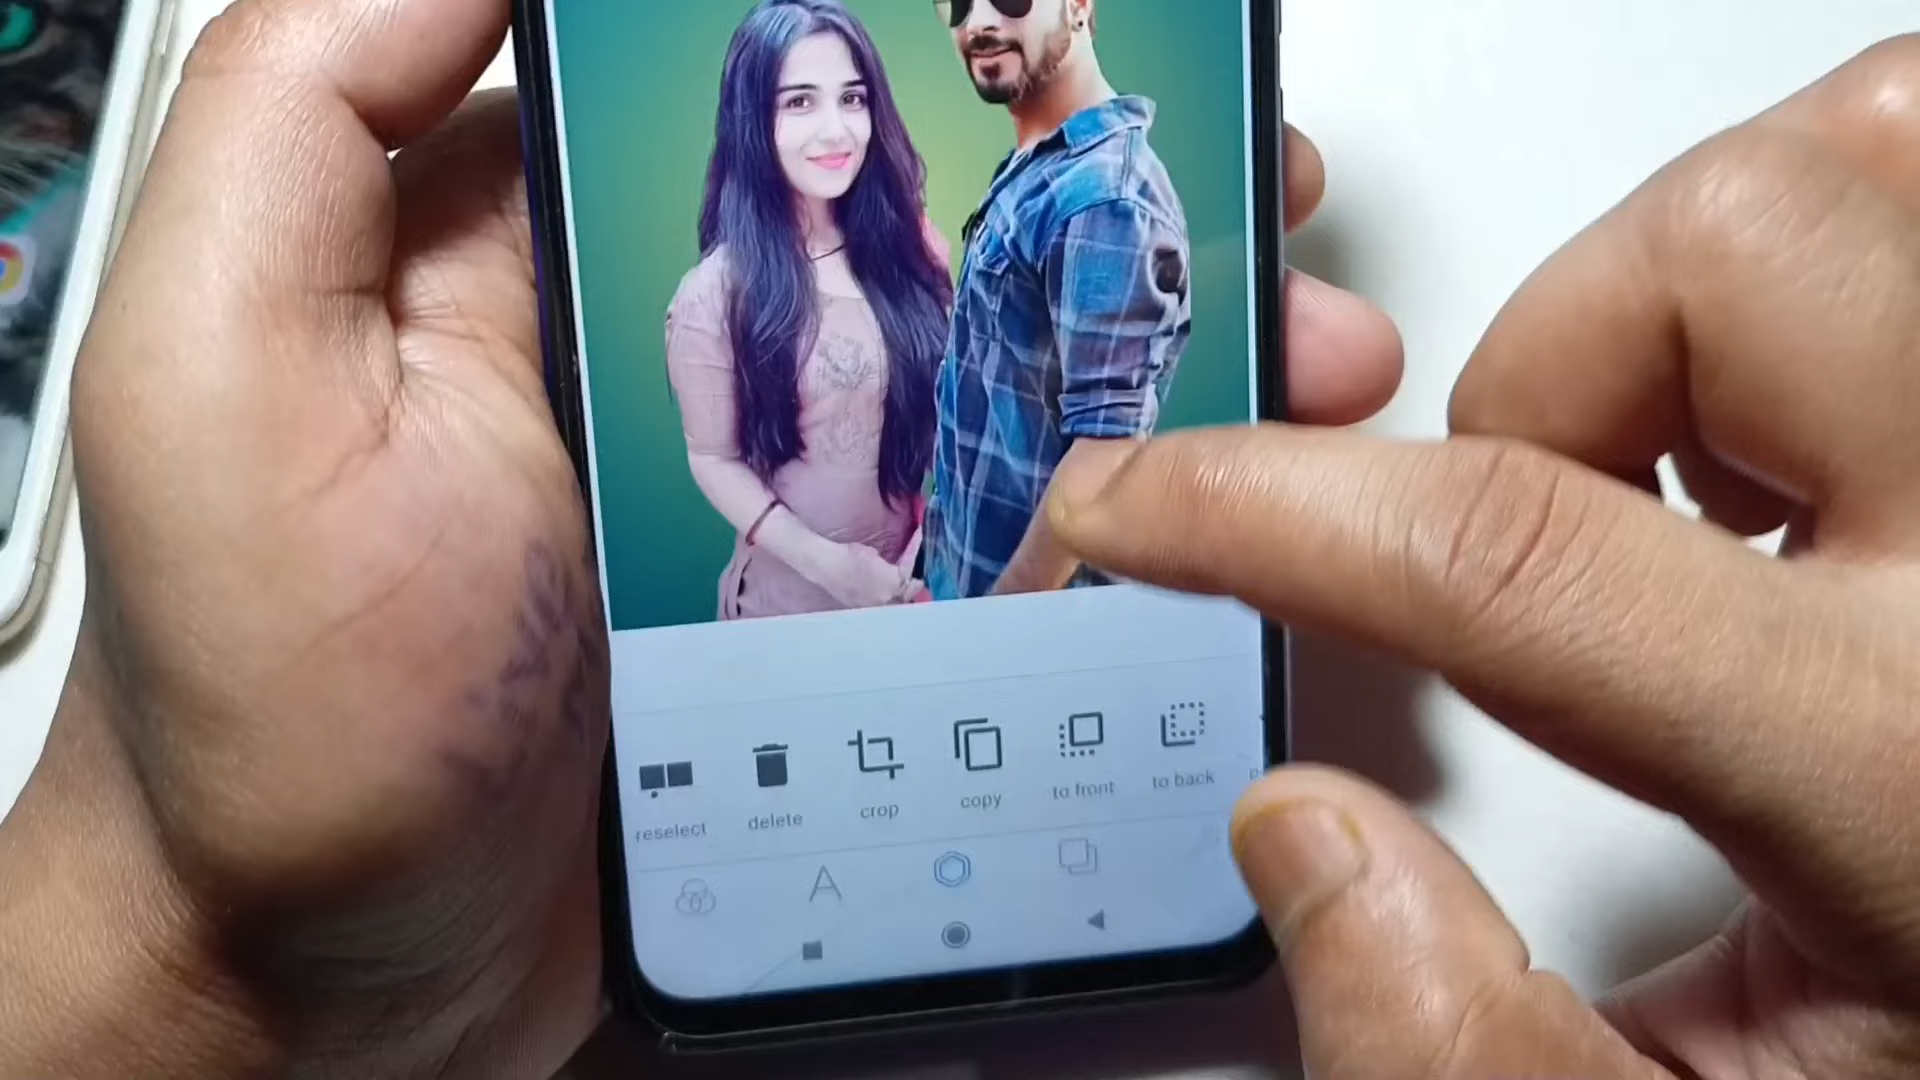 reselect
delete
crop
copy
to front
to back
A